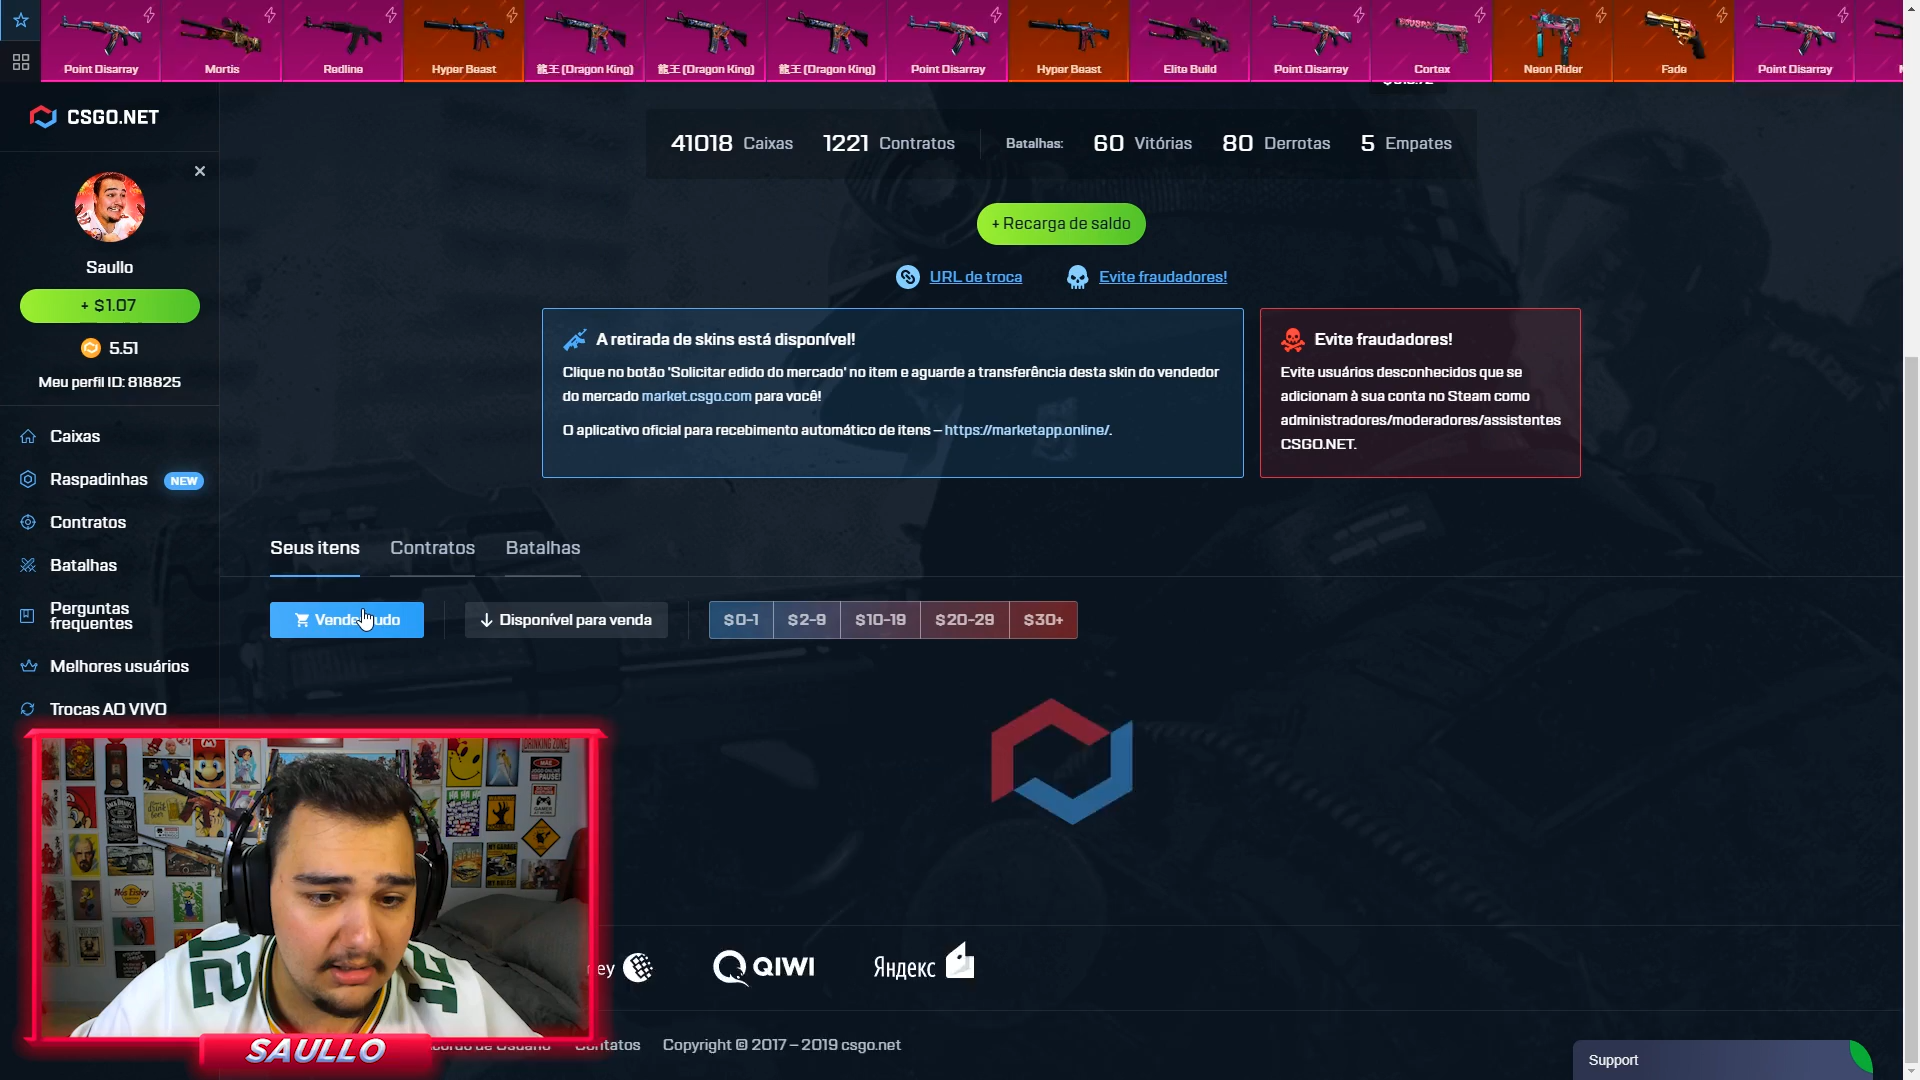 Point Disarray
Mortis
Redline
Hyper Beast
龍王 (Dragon King)
龍王 (Dragon King)
龍王 (Dragon King)
Point Disarray
Hyper Beast
Elite Build
Point Disarray
Cortex
Neon Rider
Fade
Point Disarray
CSGO.NET
41018 Caixas 1221 Contratos Batalhas: 60 Vitórias 80 Derrotas 5 Empates
Saullo
+ $1.07
5.51
Meu perfil ID: 818825
Caixas
Raspadinhas NEW
Contratos
Batalhas
Perguntas
frequentes
Melhores usuários
Trocas AO VIVO
+ Recarga de saldo
URL de troca
Evite fraudadores!
A retirada de skins está disponível!
Clique no botão 'Solicitar edido do mercado' no item e aguarde a transferência desta skin do vendedor
do mercado market.csgo.com para você!
O aplicativo oficial para recebimento automático de itens – https://marketapp.online/.
Evite fraudadores!
Evite usuários desconhecidos que se
adicionam à sua conta no Steam como
administradores/moderadores/assistentes
CSGO.NET.
Seus itens Contratos Batalhas
Disponível para venda
$0-1 $2-9 $10-19 $20-29 $30+
QIWI
Яндекс
SAULLO
Copyright © 2017 – 2019 csgo.net
Support